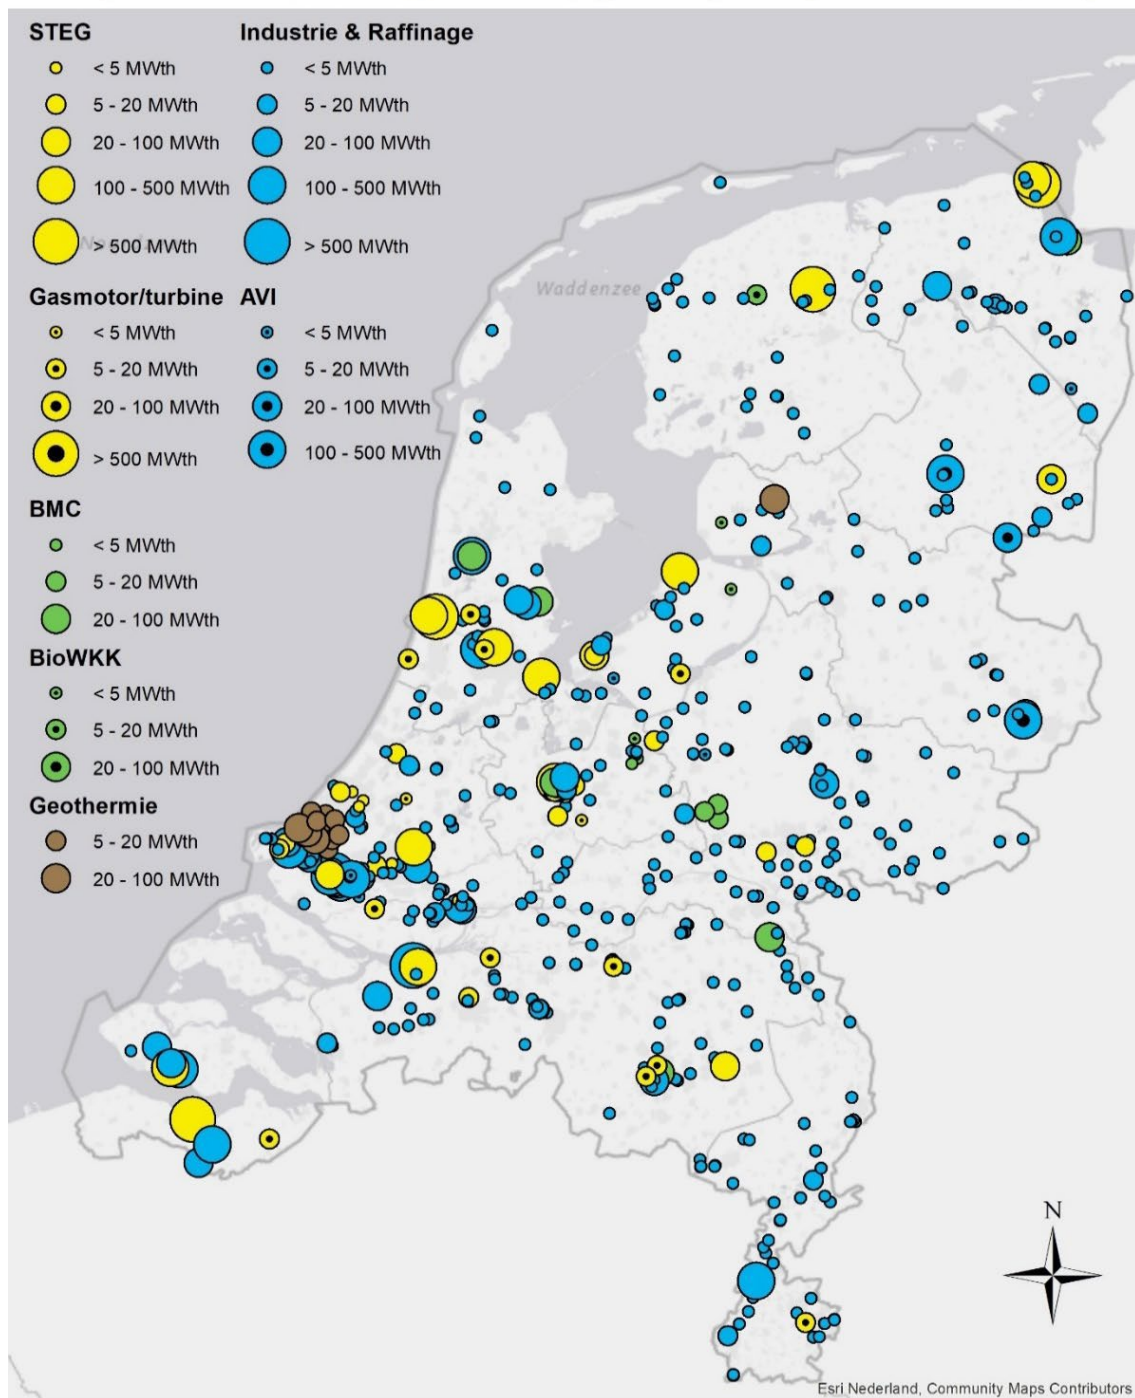 STEG
< 5 MWth
5 - 20 MWth
20 - 100 MWth
100 - 500 MWth
> 500 MWth
Industrie & Raffinage
< 5 MWth
5 - 20 MWth
20 - 100 MWth
100 - 500 MWth
> 500 MWth
Gasmotor/turbine
< 5 MWth
5 - 20 MWth
20 - 100 MWth
> 500 MWth
AVI
< 5 MWth
5 - 20 MWth
20 - 100 MWth
100 - 500 MWth
BMC
< 5 MWth
5 - 20 MWth
20 - 100 MWth
BioWKK
< 5 MWth
5 - 20 MWth
20 - 100 MWth
Geothermie
5 - 20 MWth
20 - 100 MWth
Waddenzee
N
Esri Nederland, Community Maps Contributors